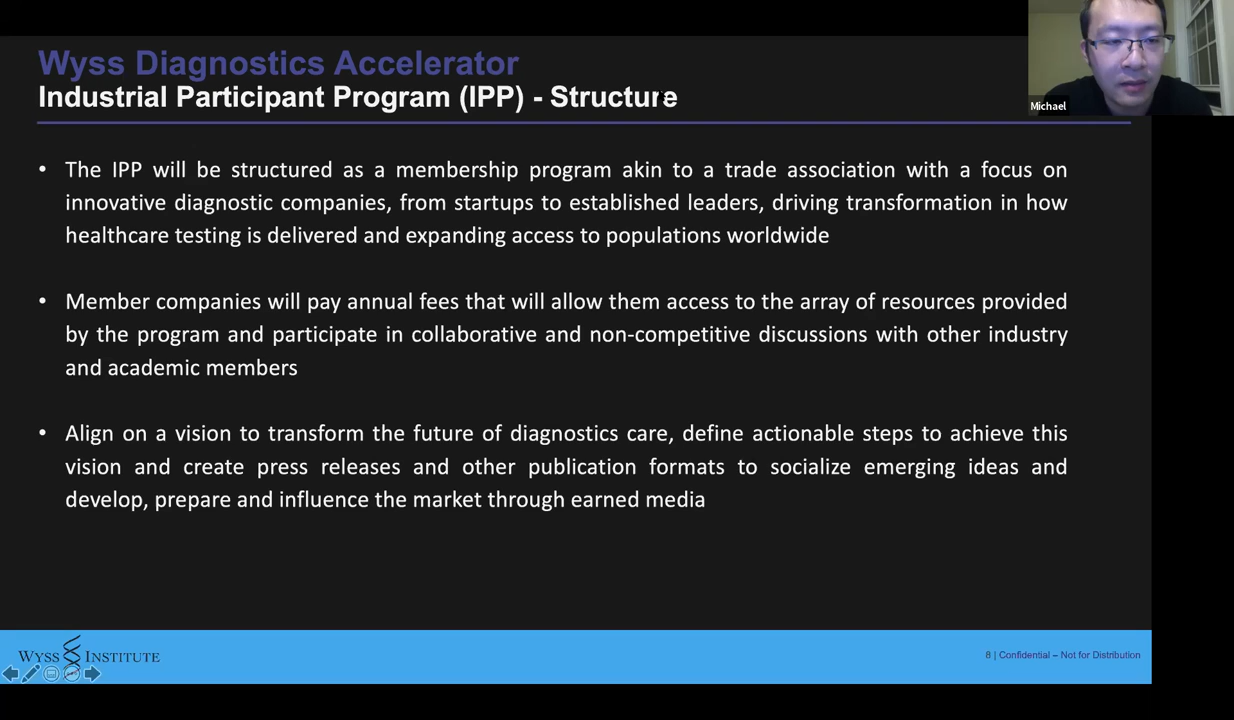 Wyss Diagnostics Accelerator
Industrial Participant Program (IPP) - Structure
Michael
• The IPP will be structured as a membership program akin to a trade association with a focus on
innovative diagnostic companies, from startups to established leaders, driving transformation in how
healthcare testing is delivered and expanding access to populations worldwide
• Member companies will pay annual fees that will allow them access to the array of resources provided
by the program and participate in collaborative and non-competitive discussions with other industry
and academic members
• Align on a vision to transform the future of diagnostics care, define actionable steps to achieve this
vision and create press releases and other publication formats to socialize emerging ideas and
develop, prepare and influence the market through earned media
WYSS INSTITUTE
8 | Confidential – Not for Distribution